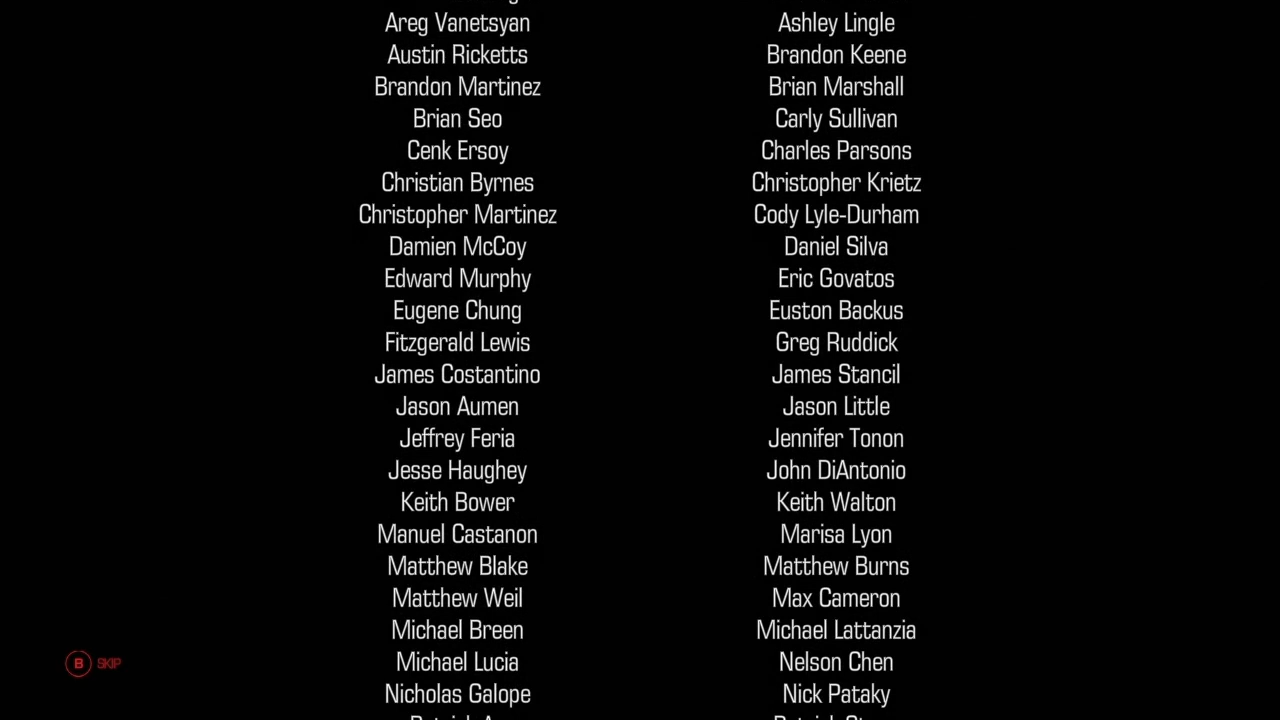 Areg Vanetsyan Ashley Lingle
Austin Ricketts Brandon Keene
Brandon Martinez Brian Marshall
Brian Seo Carly Sullivan
Cenk Ersoy Charles Parsons
Christian Byrnes Christopher Krietz
Christopher Martinez Cody Lyle-Durham
Damien McCoy Daniel Silva
Edward Murphy Eric Govatos
Eugene Chung Euston Backus
Fitzgerald Lewis Greg Ruddick
James Costantino James Stancil
Jason Aumen Jason Little
Jeffrey Feria Jennifer Tonon
Jesse Haughey John DiAntonio
Keith Bower Keith Walton
Manuel Castanon Marisa Lyon
Matthew Blake Matthew Burns
Matthew Weil Max Cameron
Michael Breen Michael Lattanzia
Michael Lucia Nelson Chen
B SKIP
Nicholas Galope Nick Pataky